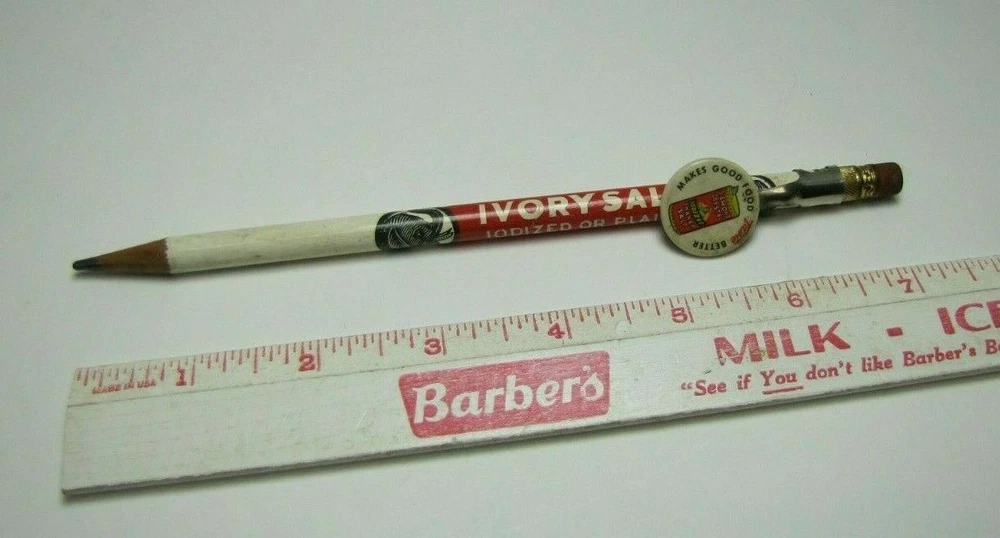 IVORY SAL
IODIZED OR PLAI
MAKES GOOD FOOD
BETTER
1 2 3 4 5 6 7
MADE IN USA
Barber's
MILK - ICE
"See if You don't like Barber's B